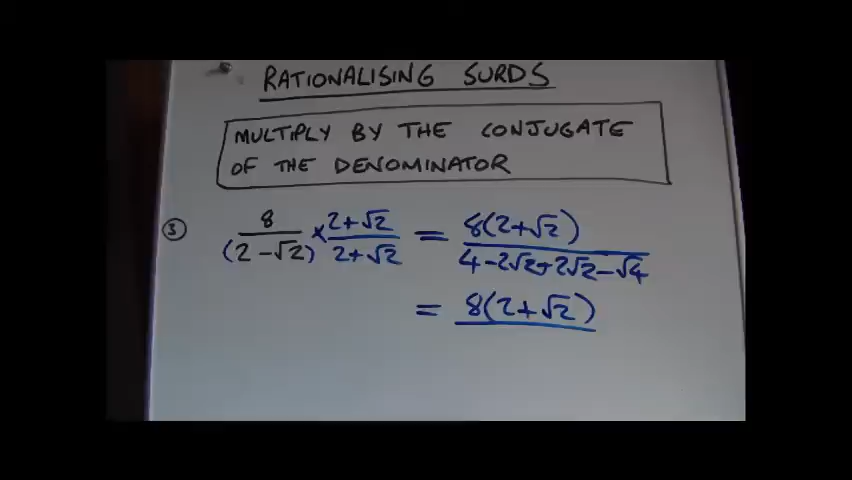 RATIONALISING SURDS
MULTIPLY BY THE CONJUGATE
OF THE DENOMINATOR
③ 8/(2-√2) × 2+√2/2+√2 = 8(2+√2)/4-2√2+2√2-√4
= 8(2+√2)